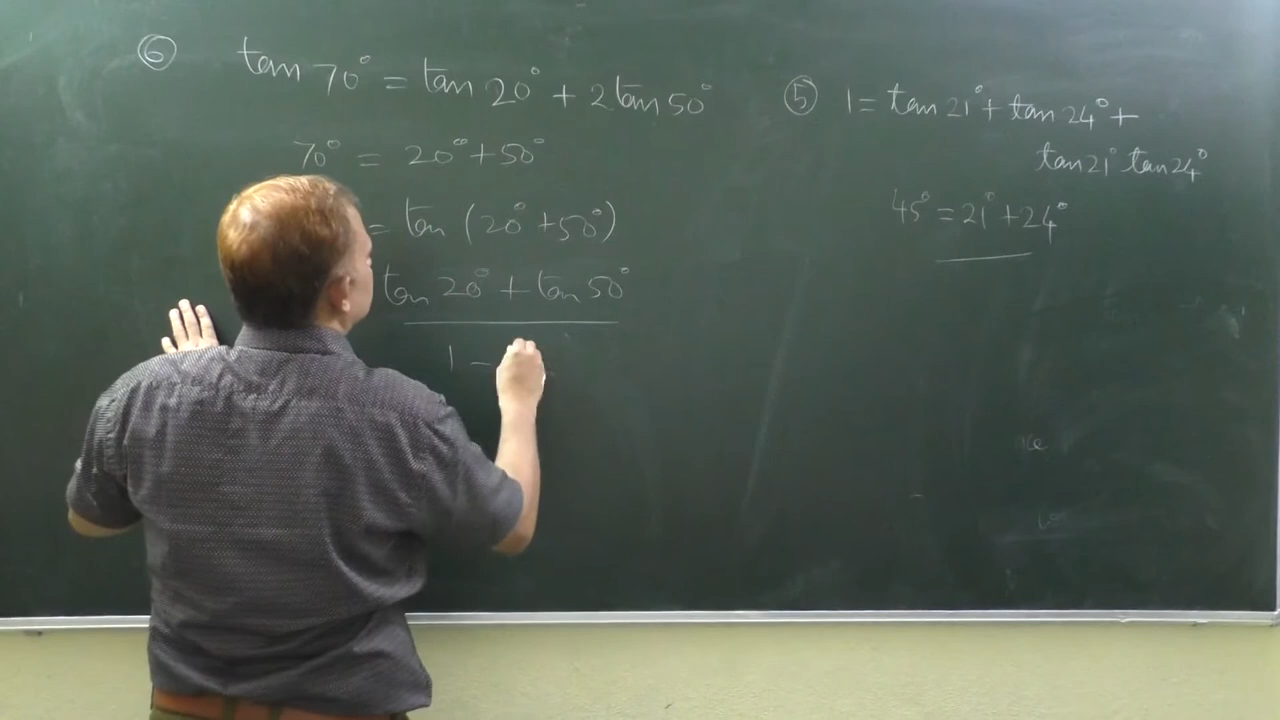 ⑥ tan 70° = tan 20° + 2 tan 50°
70° = 20° + 50°
= tan (20° + 50°)
tan 20° + tan 50°
1 -
⑤ 1 = tan 21° + tan 24° +
tan 21° tan 24°
45° = 21° + 24°